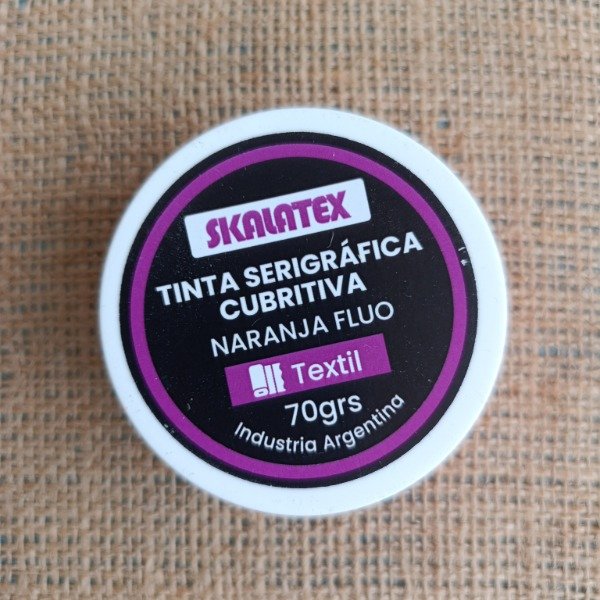 SKALATEX
TINTA SERIGRÁFICA
CUBRITIVA
NARANJA FLUO
Textil
70grs
Industria Argentina